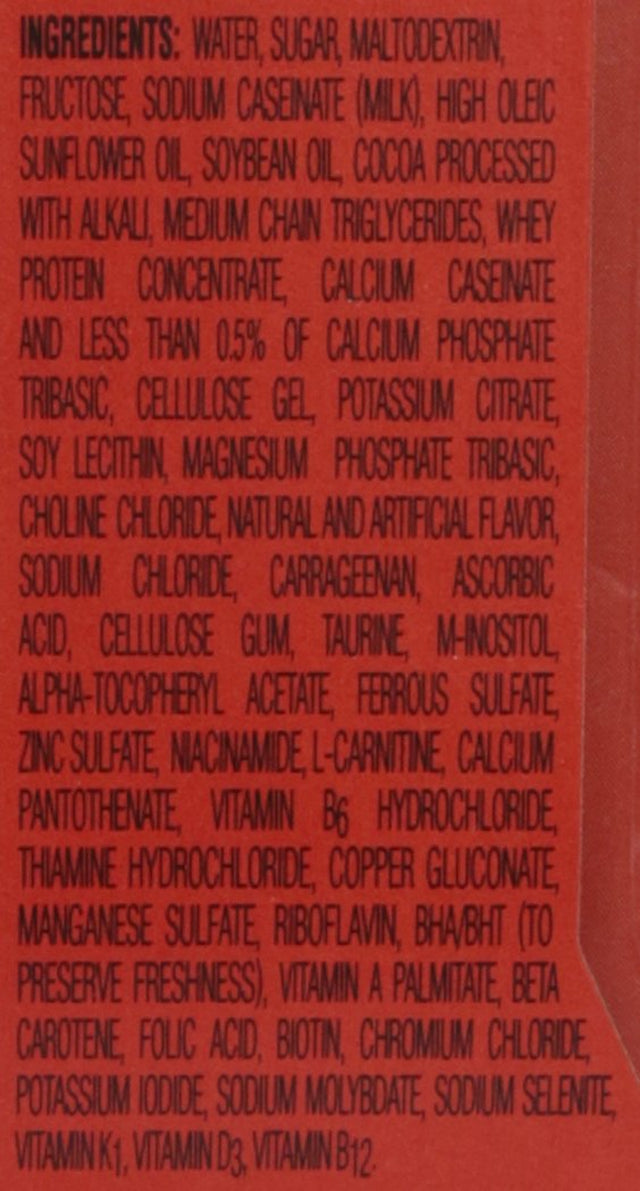 INGREDIENTS: WATER, SUGAR, MALTODEXTRIN,
FRUCTOSE, SODIUM CASEINATE (MILK), HIGH OLEIC
SUNFLOWER OIL, SOYBEAN OIL, COCOA PROCESSED
WITH ALKALI, MEDIUM CHAIN TRIGLYCERIDES, WHEY
PROTEIN CONCENTRATE, CALCIUM CASEINATE
AND LESS THAN 0.5% OF CALCIUM PHOSPHATE
TRIBASIC, CELLULOSE GEL, POTASSIUM CITRATE,
SOY LECITHIN, MAGNESIUM PHOSPHATE TRIBASIC,
CHOLINE CHLORIDE, NATURAL AND ARTIFICIAL FLAVOR,
SODIUM CHLORIDE, CARRAGEENAN, ASCORBIC
ACID, CELLULOSE GUM, TAURINE, M-INOSITOL,
ALPHA-TOCOPHERYL ACETATE, FERROUS SULFATE,
ZINC SULFATE, NIACINAMIDE, L-CARNITINE, CALCIUM
PANTOTHENATE, VITAMIN B6 HYDROCHLORIDE,
THIAMINE HYDROCHLORIDE, COPPER GLUCONATE,
MANGANESE SULFATE, RIBOFLAVIN, BHA/BHT (TO
PRESERVE FRESHNESS), VITAMIN A PALMITATE, BETA
CAROTENE, FOLIC ACID, BIOTIN, CHROMIUM CHLORIDE,
POTASSIUM IODIDE, SODIUM MOLYBDATE, SODIUM SELENITE,
VITAMIN K1, VITAMIN D3, VITAMIN B12.